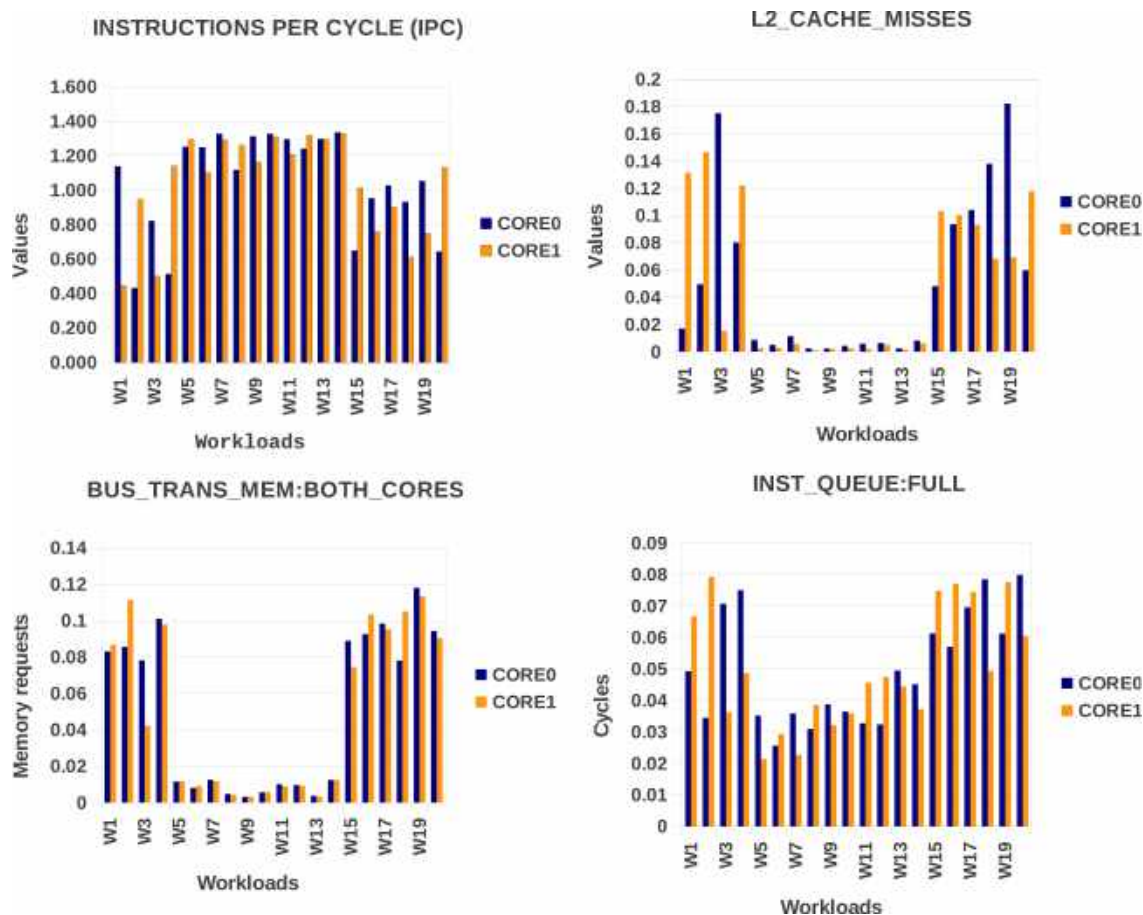 INSTRUCTIONS PER CYCLE (IPC)
1.600
1.400
1.200
1.000
0.800
0.600
0.400
0.200
0.000
Values
W1 W3 W5 W7 W9 W11 W13 W15 W17 W19
Workloads
CORE0
CORE1
L2_CACHE_MISSES
0.2
0.18
0.16
0.14
0.12
0.1
0.08
0.06
0.04
0.02
0
Values
W1 W3 W5 W7 W9 W11 W13 W15 W17 W19
Workloads
CORE0
CORE1
BUS_TRANS_MEM:BOTH_CORES
0.14
0.12
0.1
0.08
0.06
0.04
0.02
0
Memory requests
W1 W3 W5 W7 W9 W11 W13 W15 W17 W19
Workloads
CORE0
CORE1
INST_QUEUE:FULL
0.09
0.08
0.07
0.06
0.05
0.04
0.03
0.02
0.01
0
Cycles
W1 W3 W5 W7 W9 W11 W13 W15 W17 W19
Workloads
CORE0
CORE1